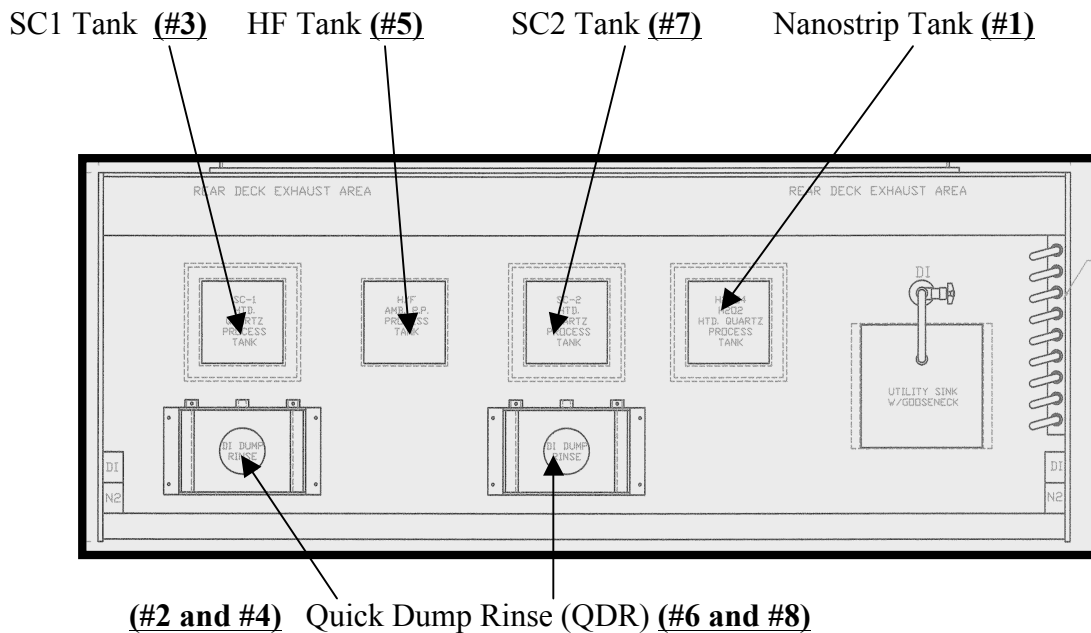 SC1 Tank (#3) HF Tank (#5) SC2 Tank (#7) Nanostrip Tank (#1)
REAR DECK EXHAUST AREA REAR DECK EXHAUST AREA
SC-1
HTD.
QUARTZ
PROCESS
TANK
AMB. P.P.
PROCESS
TANK
SC-2
HTD.
QUARTZ
PROCESS
TANK
HTD. QUARTZ
PROCESS
TANK
DI
UTILITY SINK
W/GOOSENECK
DI DUMP
RINSE
DI DUMP
RINSE
DI
N2
DI
N2
(#2 and #4) Quick Dump Rinse (QDR) (#6 and #8)